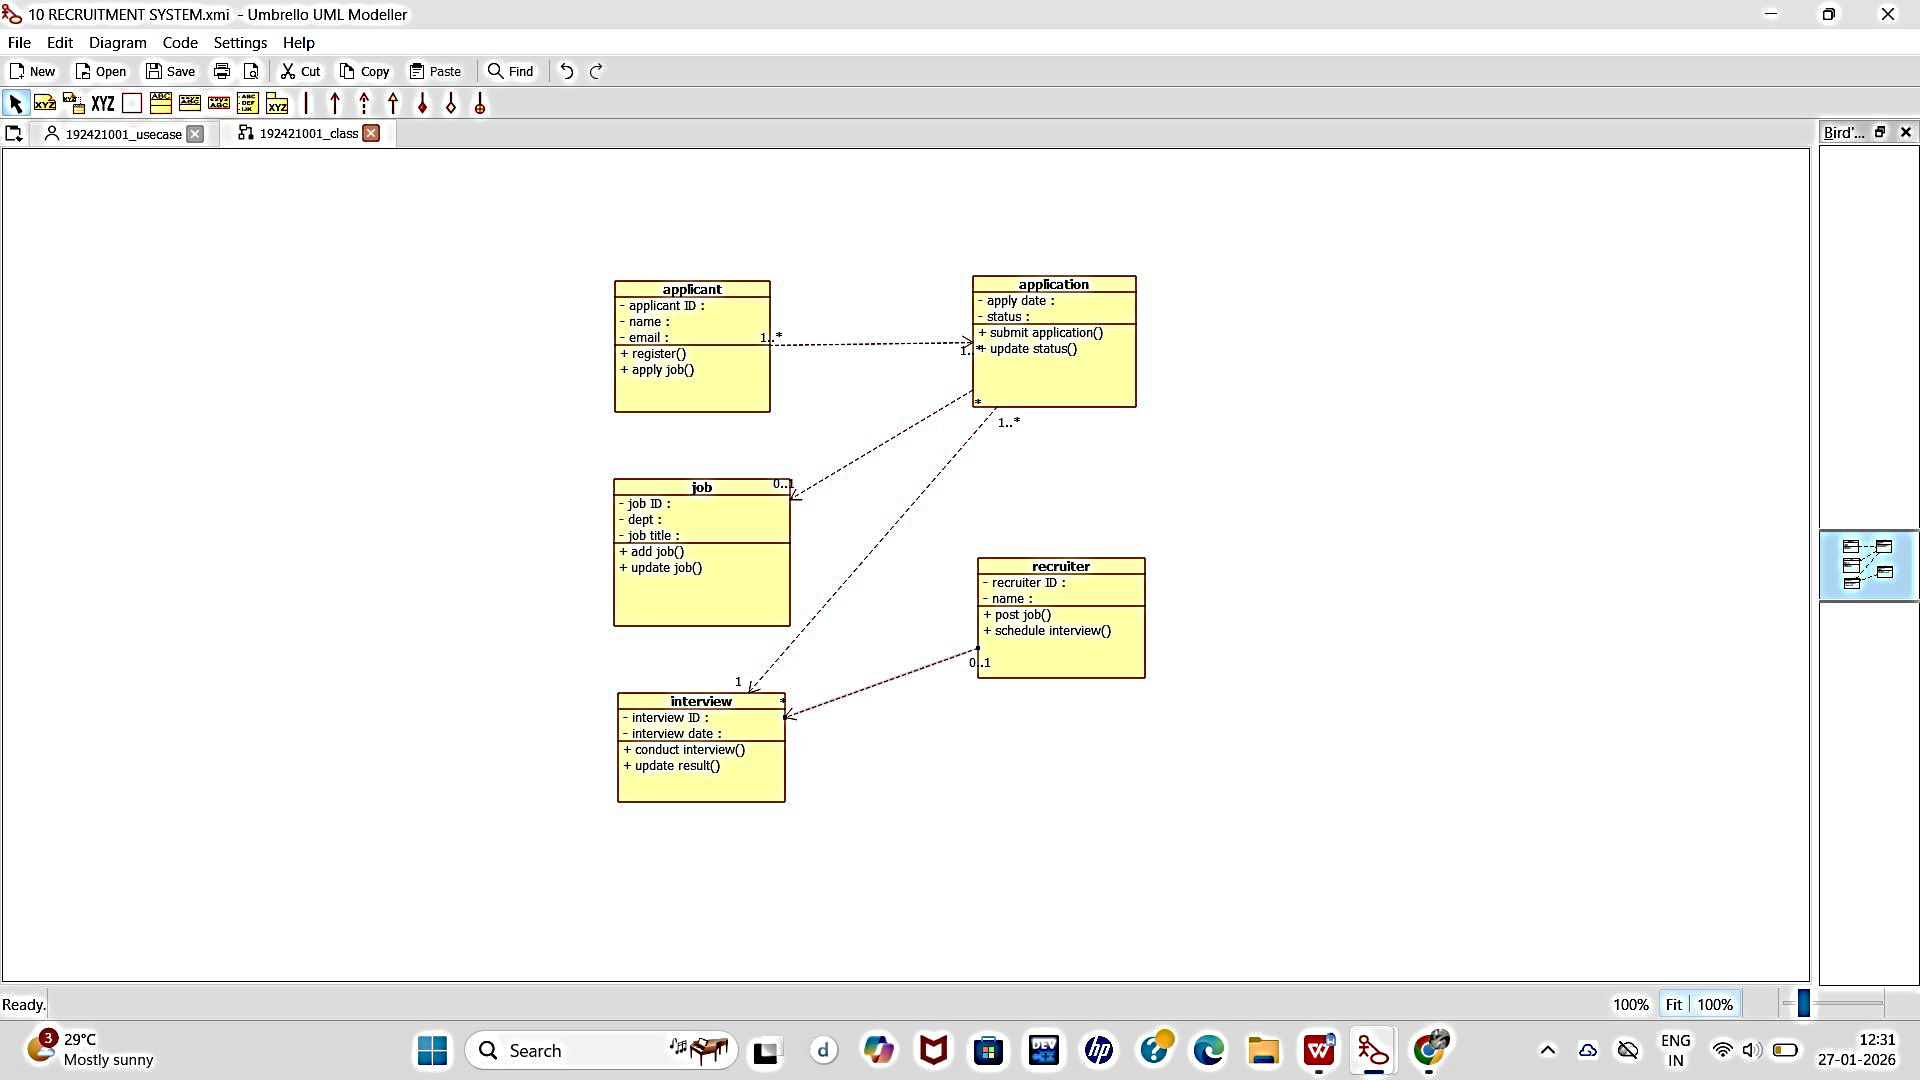 10 RECRUITMENT SYSTEM.xmi - Umbrello UML Modeller
File Edit Diagram Code Settings Help
New Open Save Cut Copy Paste Find
XYZ
192421001_usecase 192421001_class
Bird'...
applicant
- applicant ID :
- name :
- email :
+ register()
+ apply job()
1..*
1..*
application
- apply date :
- status :
+ submit application()
+ update status()
*
1..*
0..1
job
- job ID :
- dept :
- job title :
+ add job()
+ update job()
recruiter
- recruiter ID :
- name :
+ post job()
+ schedule interview()
0..1
1
*
interview
- interview ID :
- interview date :
+ conduct interview()
+ update result()
Ready.
100% Fit 100%
3
29°C
Mostly sunny
Search
d
DEV
hp
W
ENG
IN
12:31
27-01-2026